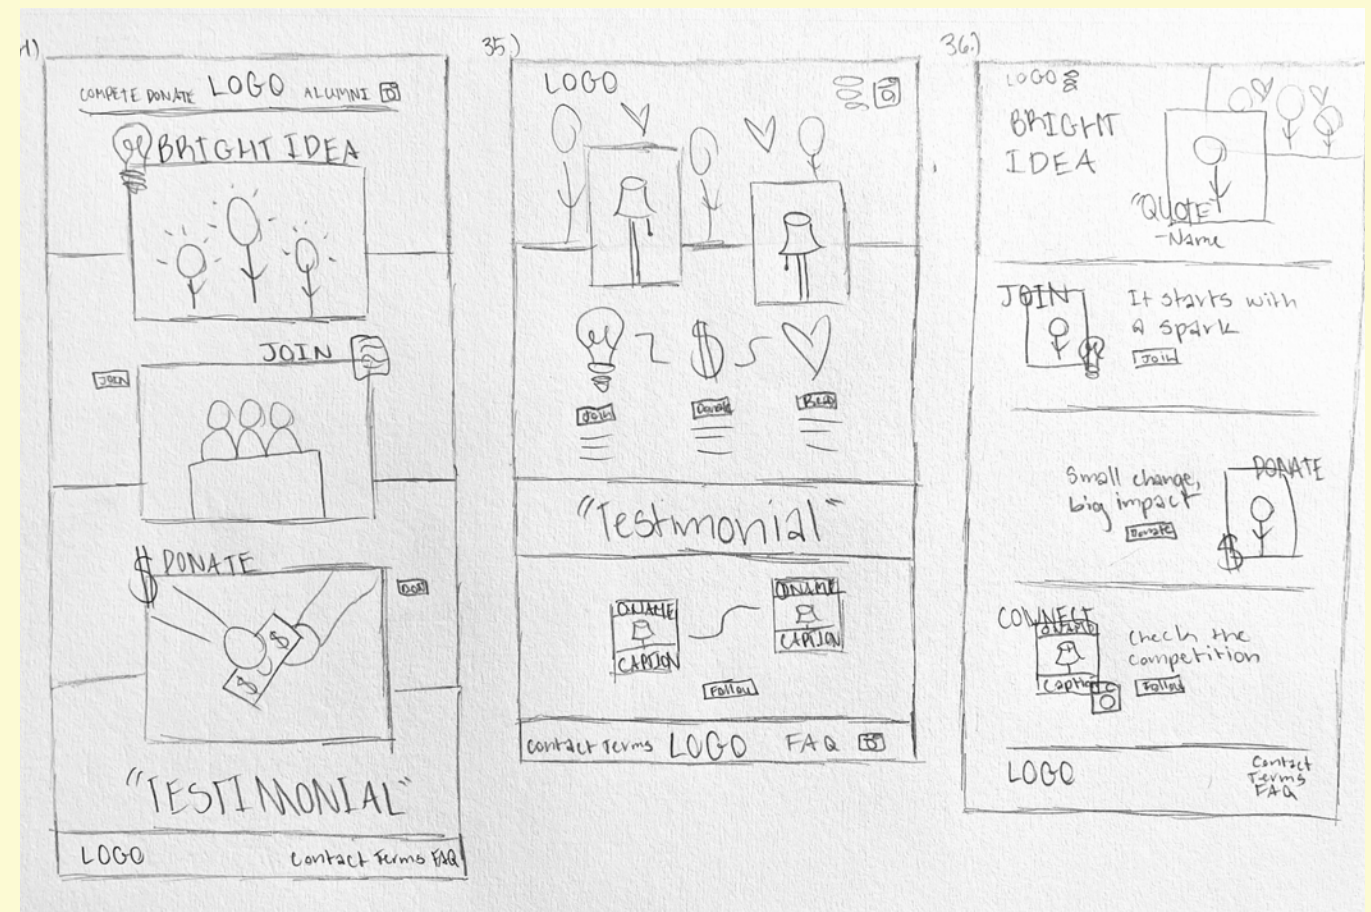 35.)
36.)
COMPETE DONATE LOGO ALUMNI
BRIGHT IDEA
JOIN
JOIN
$ DONATE
$ $
"TESTIMONIAL"
LOGO Contact Terms FAQ
LOGO
$
Join Donate
"Testimonial"
@NAME
CAPTION
@NAME
CAPTION
Follow
Contact Terms LOGO FAQ
LOGO
BRIGHT
IDEA
"QUOTE"
-Name
JOIN
It starts with
a spark
Join
Small change,
big impact
Donate
DONATE
$
CONNECT
@NAME
Caption
Check the
competition
Follow
LOGO
Contact
Terms
FAQ